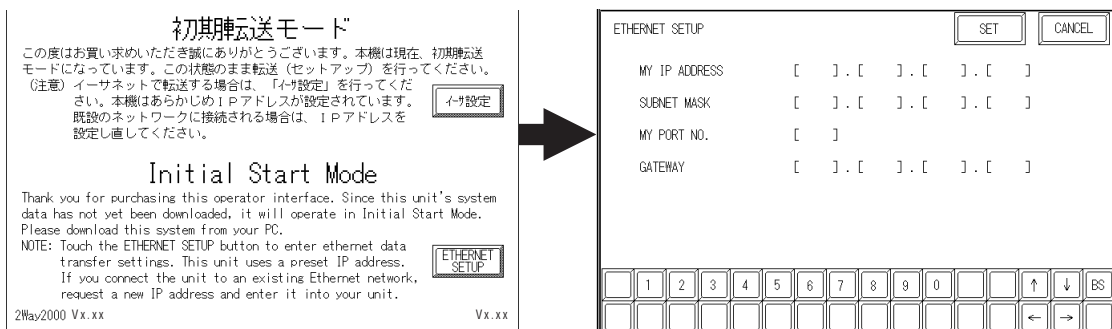 初期転送モード
この度はお買い求めいただき誠にありがとうございます。本機は現在、初期転送
モードになっています。この状態のまま転送（セットアップ）を行ってください。
（注意）イーサネットで転送する場合は、「ｲｰｻ設定」を行ってくだ
さい。本機はあらかじめＩＰアドレスが設定されています。
既設のネットワークに接続される場合は、ＩＰアドレスを
設定し直してください。
ｲｰｻ設定
Initial Start Mode
Thank you for purchasing this operator interface. Since this unit's system
data has not yet been downloaded, it will operate in Initial Start Mode.
Please download this system from your PC.
NOTE: Touch the ETHERNET SETUP button to enter ethernet data
transfer settings. This unit uses a preset IP address.
If you connect the unit to an existing Ethernet network,
request a new IP address and enter it into your unit.
ETHERNET
SETUP
2Way2000 Vx.xx Vx.xx
ETHERNET SETUP SET CANCEL
MY IP ADDRESS [ ].[ ].[ ].[ ]
SUBNET MASK [ ].[ ].[ ].[ ]
MY PORT NO. [ ]
GATEWAY [ ].[ ].[ ].[ ]
1 2 3 4 5 6 7 8 9 0 ↑ ↓ BS
← →